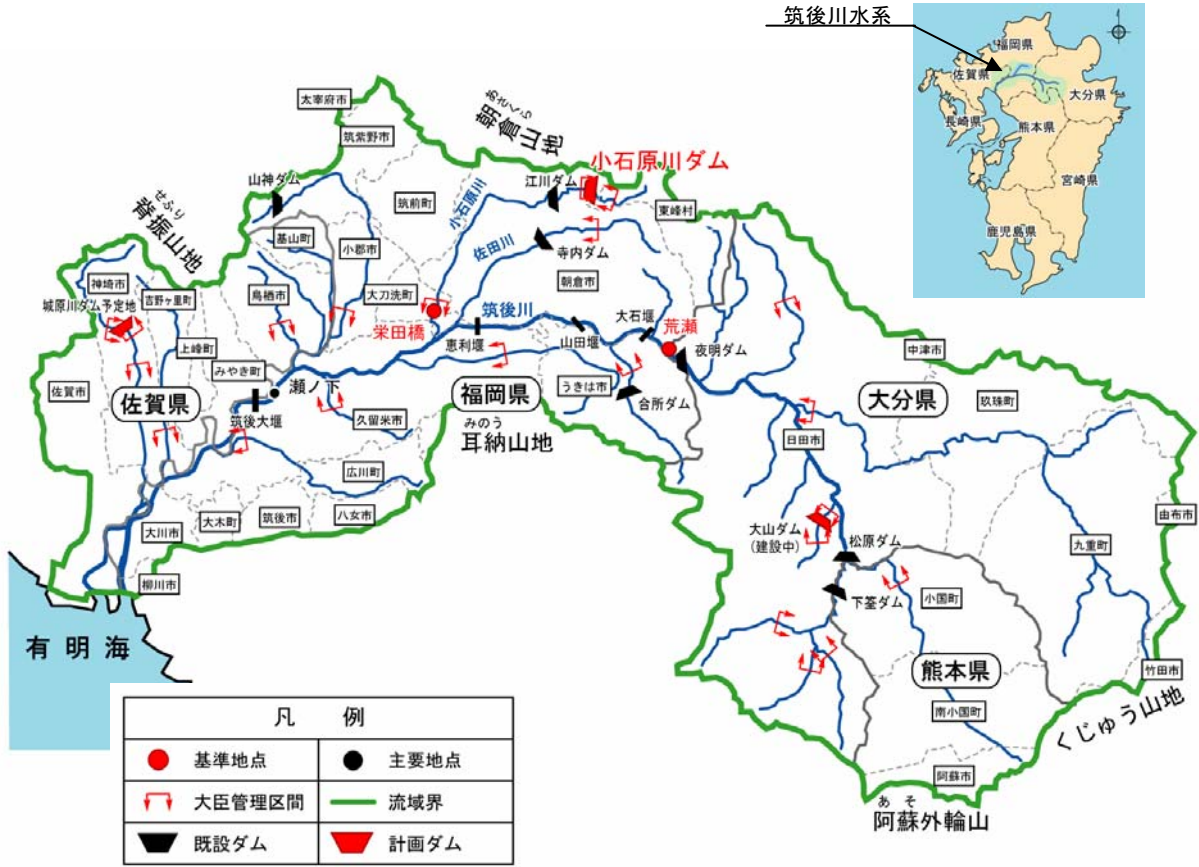 筑後川水系
福岡県
佐賀県
大分県
長崎県
熊本県
宮崎県
鹿児島県
太宰府市
筑紫野市
あさくら
朝倉山地
小石原川ダム
山神ダム
江川ダム
筑前町
小石原川
東峰村
せふり
脊振山地
基山町
小郡市
佐田川
寺内ダム
神埼市
吉野ヶ里町
城原川ダム予定地
鳥栖市
大刀洗町
朝倉市
筑後川
大石堰
荒瀬
栄田橋
恵利堰
山田堰
夜明ダム
上峰町
みやき町
中津市
佐賀市
佐賀県
瀬ノ下
福岡県
うきは市
合所ダム
大分県
玖珠町
筑後大堰
久留米市
みのう
耳納山地
日田市
広川町
大川市
大木町
筑後市
八女市
大山ダム
(建設中)
松原ダム
由布市
九重町
柳川市
下筌ダム
小国町
有明海
熊本県
竹田市
南小国町
くじゅう山地
阿蘇市
あそ
阿蘇外輪山
凡 例
基準地点
主要地点
大臣管理区間
流域界
既設ダム
計画ダム